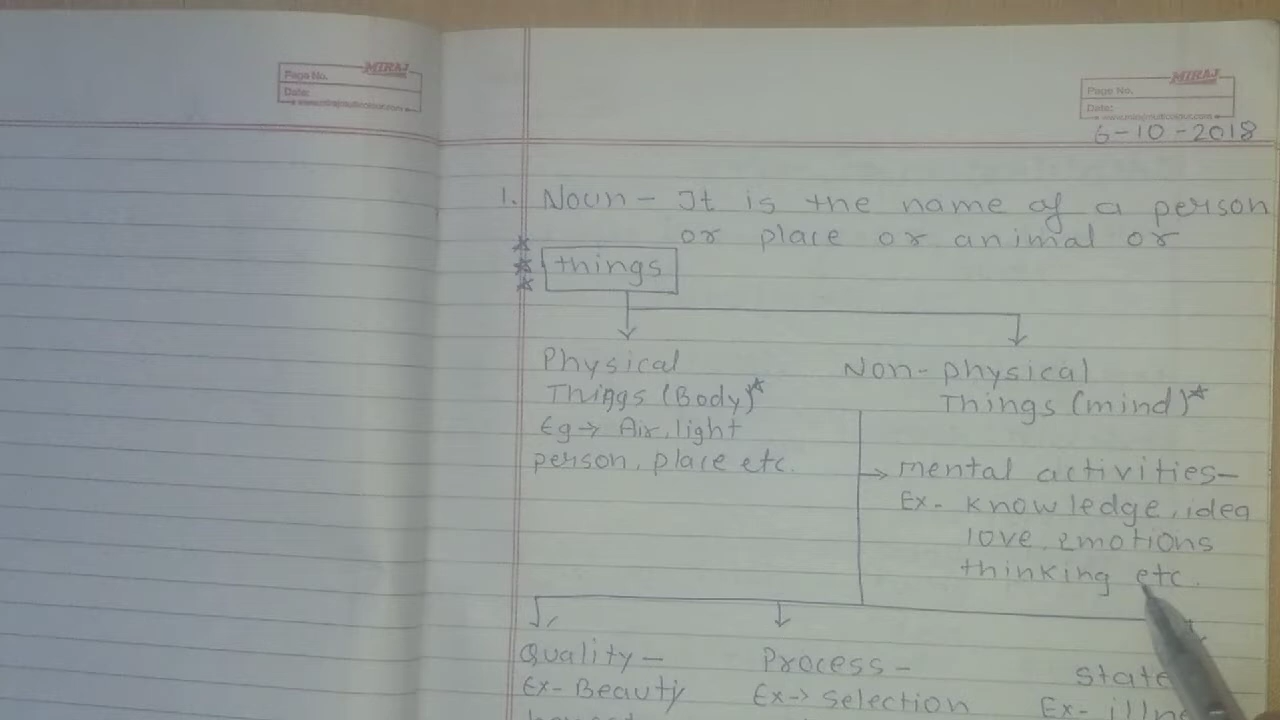 MIRAJ
Page No.
Date:
MIRAJ
Page No.
Date:
6-10-2018
1. Noun - It is the name of a person
or place or animal or
things
Physical
Things (Body)*
Eg → Air, light
person, place etc.
Non-physical
Things (mind)*
→ mental activities-
Ex- knowledge, idea
love, emotions
thinking etc.
Quality -
Ex- Beauty
Process -
Ex-> selection
State
Ex-